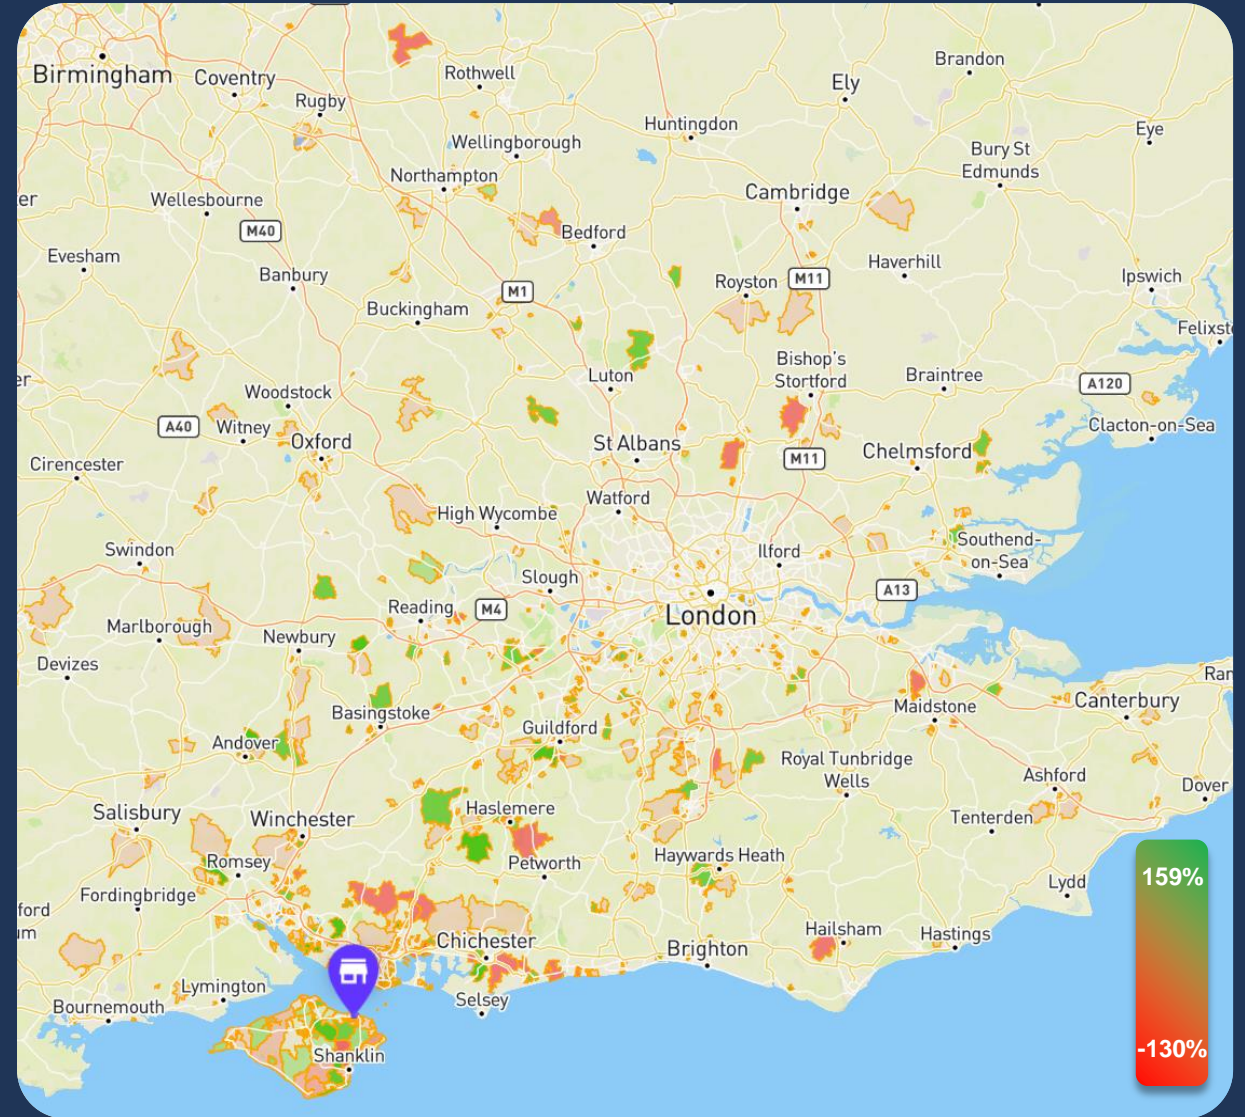 Birmingham
Coventry
Rothwell
Ely
Brandon
Rugby
Huntingdon
Eye
Wellingborough
Bury St
Edmunds
Northampton
Cambridge
er
Wellesbourne
M40
Bedford
Evesham
Banbury
Haverhill
Royston
M11
Ipswich
M1
Buckingham
Felixst
Bishop's
Stortford
Luton
Braintree
A120
er
Woodstock
A40
Witney
Oxford
St Albans
M11
Chelmsford
Clacton-on-Sea
Cirencester
Watford
High Wycombe
Swindon
Ilford
Southend-
on-Sea
Slough
A13
Reading
M4
London
Marlborough
Newbury
Devizes
Ran
Canterbury
Basingstoke
Maidstone
Guildford
Andover
Royal Tunbridge
Wells
Ashford
Dover
Salisbury
Winchester
Haslemere
Tenterden
Romsey
Petworth
Haywards Heath
159%
Lydd
Fordingbridge
ford
um
Chichester
Brighton
Hailsham
Hastings
Lymington
Selsey
Bournemouth
Shanklin
-130%